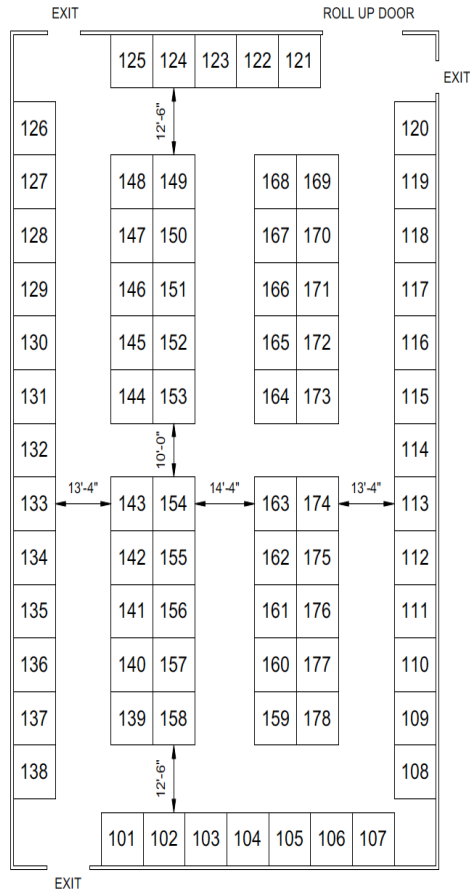 EXIT ROLL UP DOOR
125 124 123 122 121
EXIT
126 12'-6" 120
127 148 149 168 169 119
128 147 150 167 170 118
129 146 151 166 171 117
130 145 152 165 172 116
131 144 153 164 173 115
132 10'-0" 114
13'-4" 14'-4" 13'-4"
133 143 154 163 174 113
134 142 155 162 175 112
135 141 156 161 176 111
136 140 157 160 177 110
137 139 158 159 178 109
138 12'-6" 108
101 102 103 104 105 106 107
EXIT